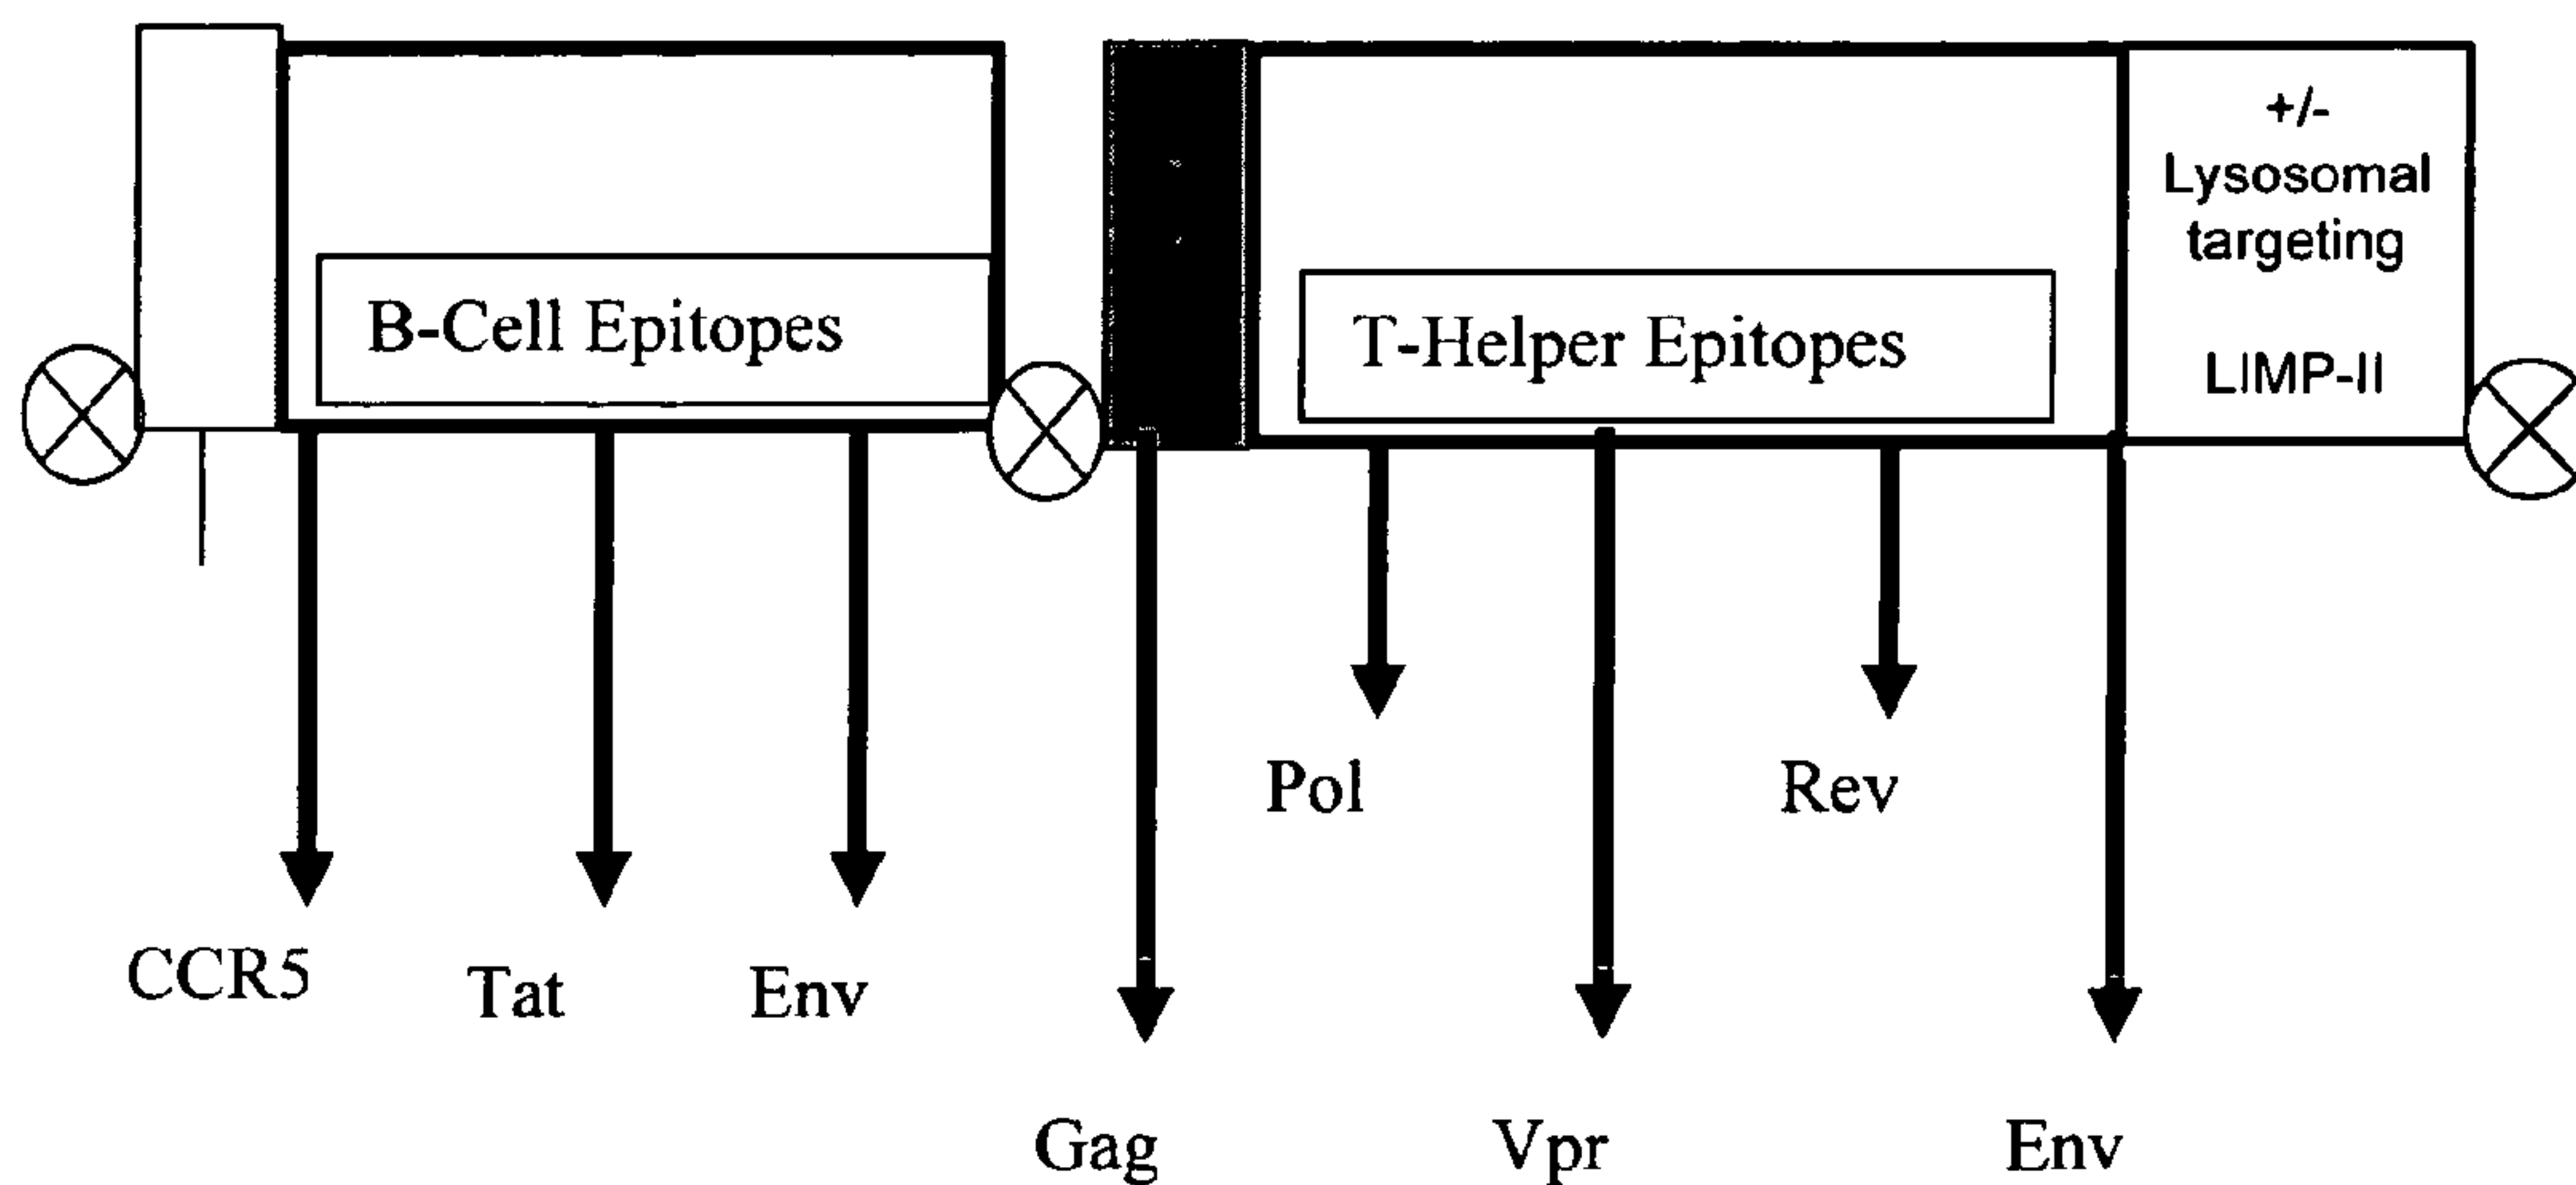 +/-
Lysosomal
targeting
LIMP-II
B-Cell Epitopes
T-Helper Epitopes
Pol
Rev
CCR5
Tat
Env
Gag
Vpr
Env